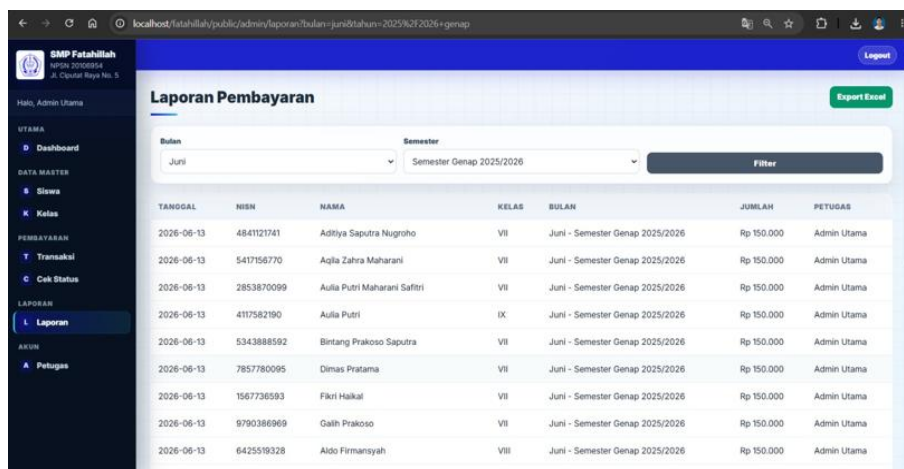 localhost/fatahillah/public/admin/laporan?bulan=juni&tahun=2025%2F2026+genap
SMP Fatahillah
NPSN 20106954
Jl. Ciputat Raya No. 5
Logout
Halo, Admin Utama
UTAMA
D Dashboard
DATA MASTER
S Siswa
K Kelas
PEMBAYARAN
T Transaksi
C Cek Status
LAPORAN
L Laporan
AKUN
A Petugas
Laporan Pembayaran
Export Excel
Bulan Semester
Juni Semester Genap 2025/2026 Filter
TANGGAL NISN NAMA KELAS BULAN JUMLAH PETUGAS
2026-06-13 4841121741 Aditiya Saputra Nugroho VII Juni - Semester Genap 2025/2026 Rp 150.000 Admin Utama
2026-06-13 5417156770 Aqila Zahra Maharani VII Juni - Semester Genap 2025/2026 Rp 150.000 Admin Utama
2026-06-13 2853870099 Aulia Putri Maharani Safitri VII Juni - Semester Genap 2025/2026 Rp 150.000 Admin Utama
2026-06-13 4117582190 Aulia Putri IX Juni - Semester Genap 2025/2026 Rp 150.000 Admin Utama
2026-06-13 5343888592 Bintang Prakoso Saputra VII Juni - Semester Genap 2025/2026 Rp 150.000 Admin Utama
2026-06-13 7857780095 Dimas Pratama VII Juni - Semester Genap 2025/2026 Rp 150.000 Admin Utama
2026-06-13 1567736593 Fikri Haikal VII Juni - Semester Genap 2025/2026 Rp 150.000 Admin Utama
2026-06-13 9790386969 Galih Prakoso VII Juni - Semester Genap 2025/2026 Rp 150.000 Admin Utama
2026-06-13 6425519328 Aldo Firmansyah VIII Juni - Semester Genap 2025/2026 Rp 150.000 Admin Utama